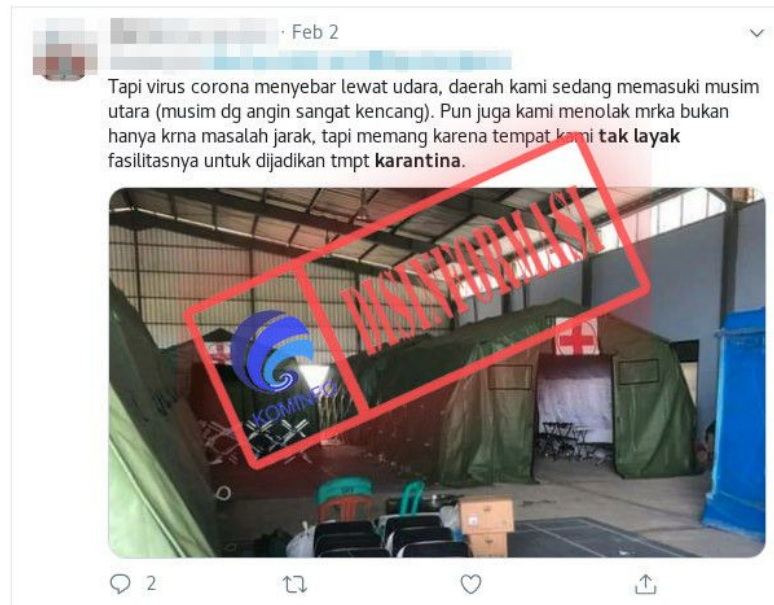 · Feb 2
Tapi virus corona menyebar lewat udara, daerah kami sedang memasuki musim
utara (musim dg angin sangat kencang). Pun juga kami menolak mrka bukan
hanya krna masalah jarak, tapi memang karena tempat kami tak layak
fasilitasnya untuk dijadikan tmpt karantina.
DISINFORMASI
KOMINFO
2